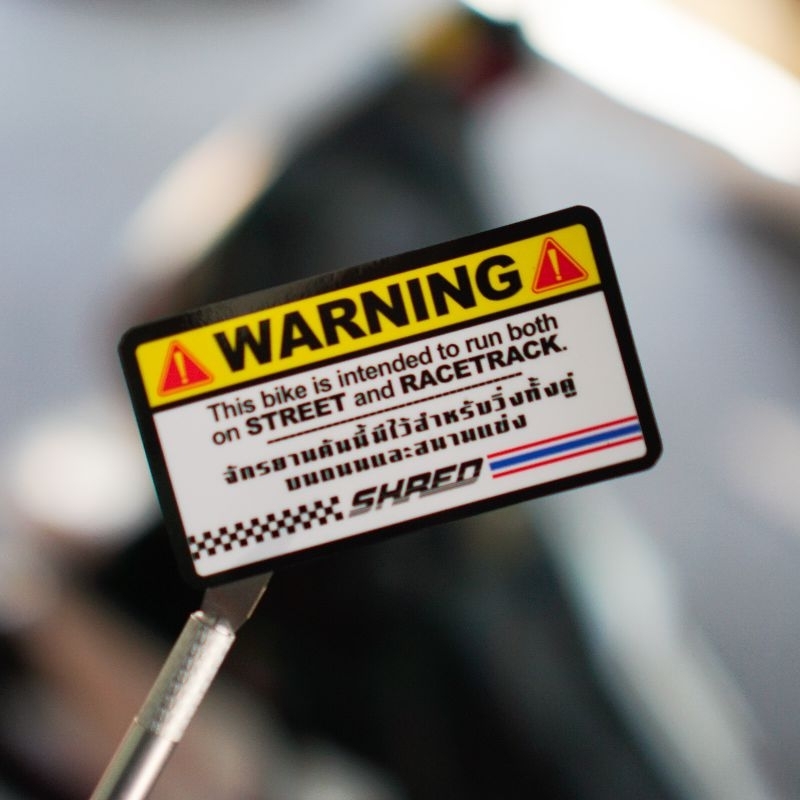 WARNING
This bike is intended to run both
on STREET and RACETRACK.
จักรยานคันนี้มีไว้สำหรับวิ่งทั้งคู่
บนถนนและสนามแข่ง
SHRED